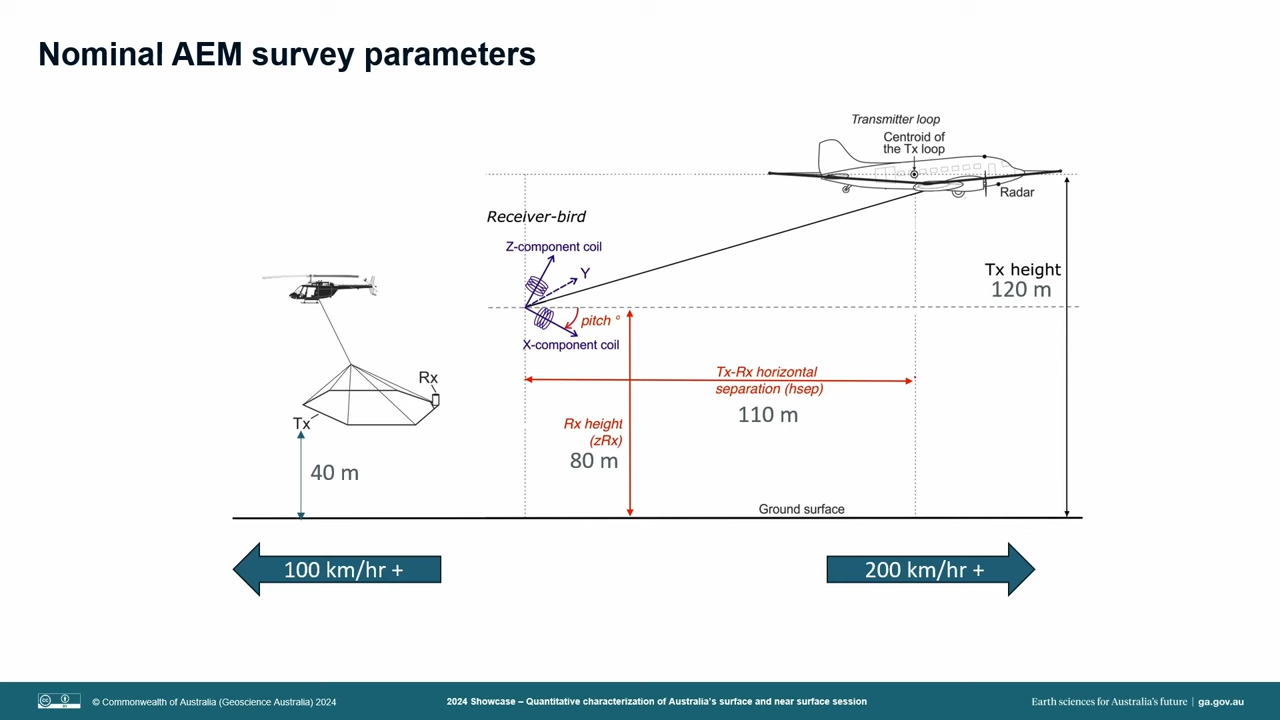 Nominal AEM survey parameters
Transmitter loop
Centroid of
the Tx loop
Radar
Receiver-bird
Z-component coil
Y
pitch °
X-component coil
Tx height
120 m
Tx-Rx horizontal
separation (hsep)
110 m
Rx height
(zRx)
80 m
Rx
Tx
40 m
Ground surface
100 km/hr +
200 km/hr +
© Commonwealth of Australia (Geoscience Australia) 2024
2024 Showcase – Quantitative characterization of Australia's surface and near surface session
Earth sciences for Australia's future | ga.gov.au